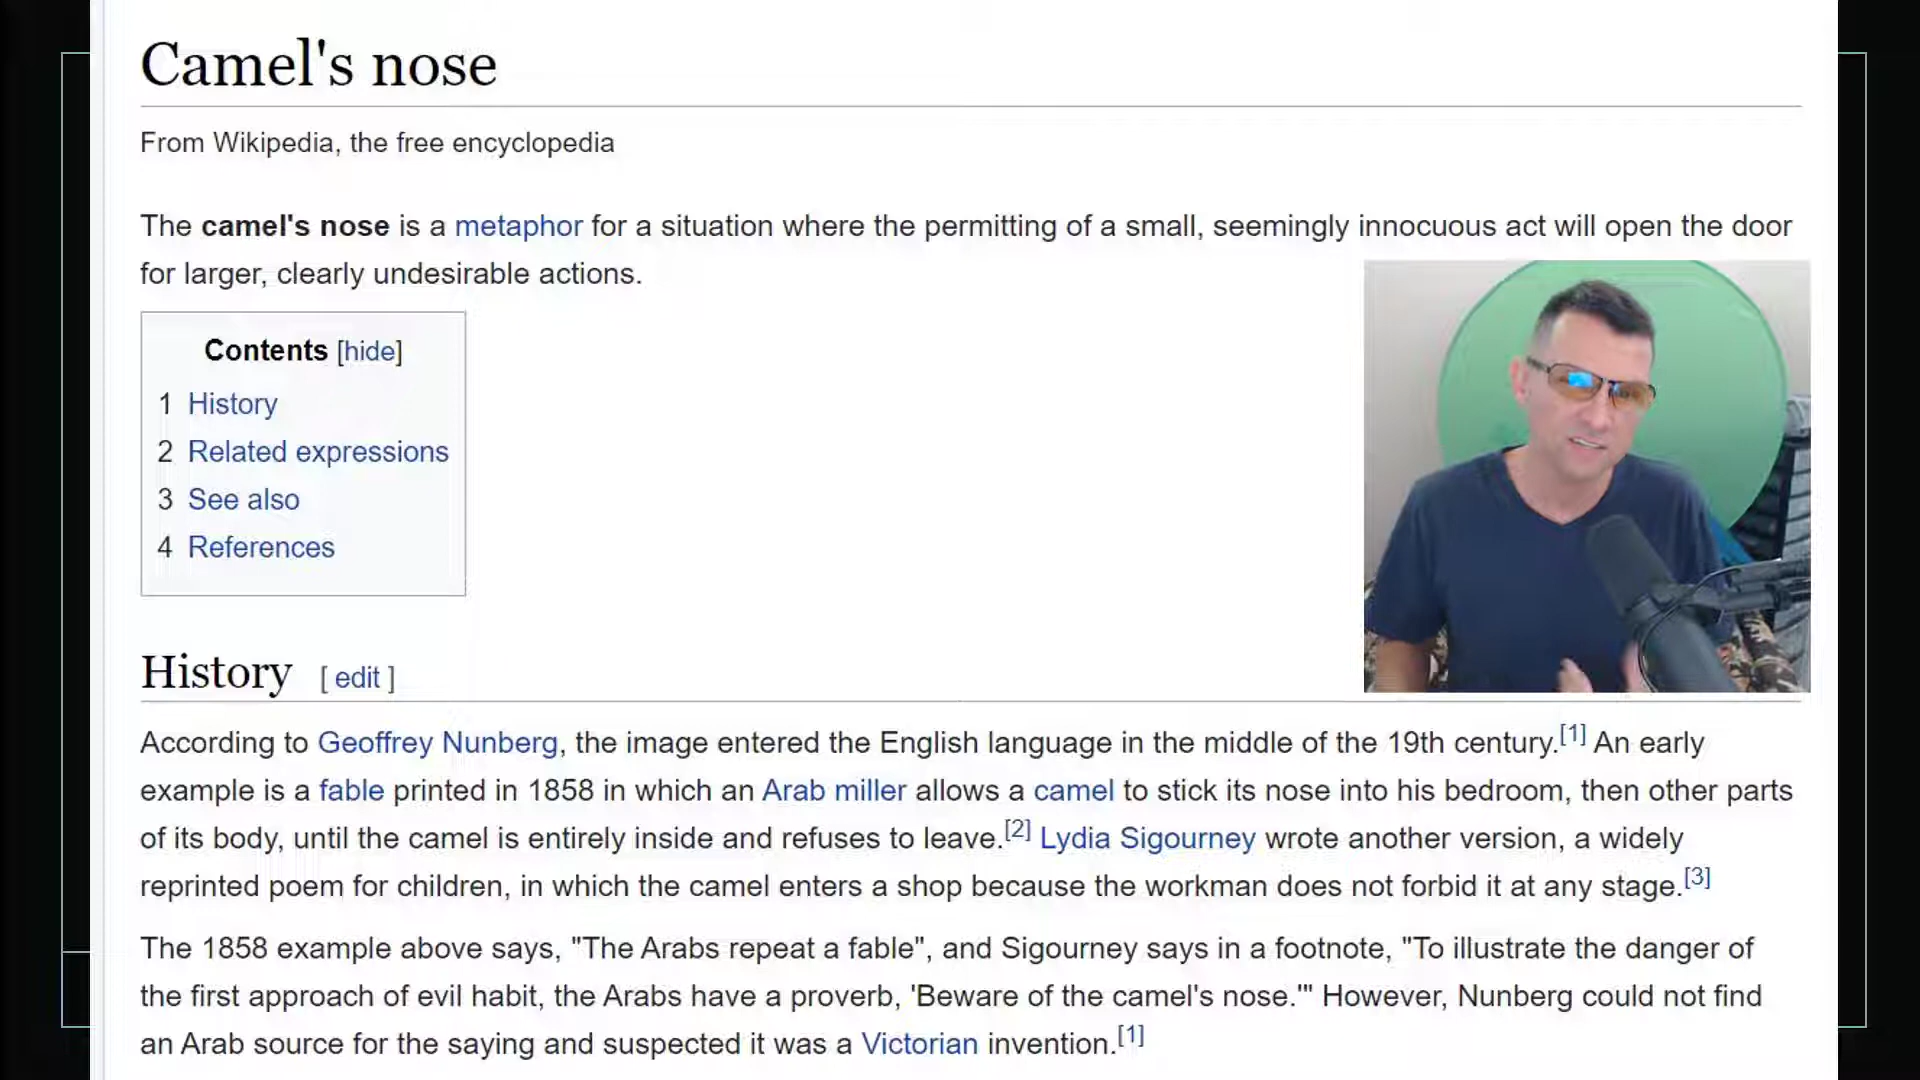 Camel's nose
From Wikipedia, the free encyclopedia
The camel's nose is a metaphor for a situation where the permitting of a small, seemingly innocuous act will open the door
for larger, clearly undesirable actions.
Contents [hide]
1 History
2 Related expressions
3 See also
4 References
History [ edit ]
According to Geoffrey Nunberg, the image entered the English language in the middle of the 19th century.[1] An early
example is a fable printed in 1858 in which an Arab miller allows a camel to stick its nose into his bedroom, then other parts
of its body, until the camel is entirely inside and refuses to leave.[2] Lydia Sigourney wrote another version, a widely
reprinted poem for children, in which the camel enters a shop because the workman does not forbid it at any stage.[3]
The 1858 example above says, "The Arabs repeat a fable", and Sigourney says in a footnote, "To illustrate the danger of
the first approach of evil habit, the Arabs have a proverb, 'Beware of the camel's nose.'" However, Nunberg could not find
an Arab source for the saying and suspected it was a Victorian invention.[1]